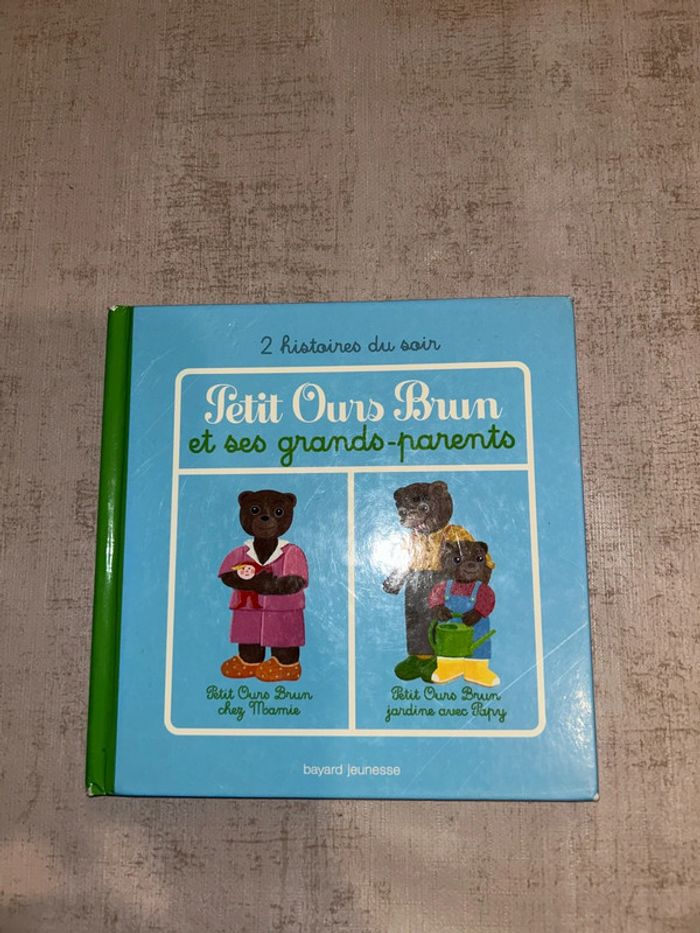 2 histoires du soir
Petit Ours Brun
et ses grands-parents
Petit Ours Brun
chez Mamie
Petit Ours Brun
jardine avec Papy
bayard jeunesse